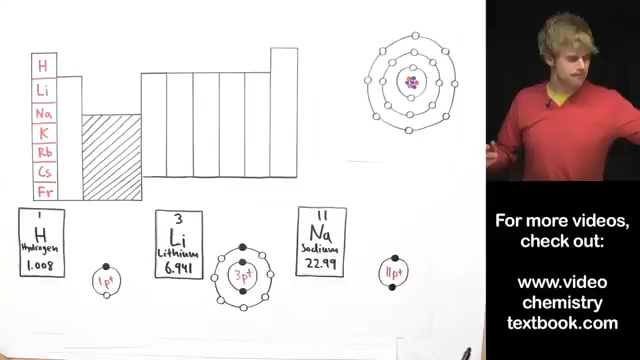 H
Li
Na
K
Rb
Cs
Fr
1
H
Hydrogen
1.008
3
Li
Lithium
6.941
11
Na
Sodium
22.99
1p+
3p+
11p+
For more videos,
check out:
www.video
chemistry
textbook.com